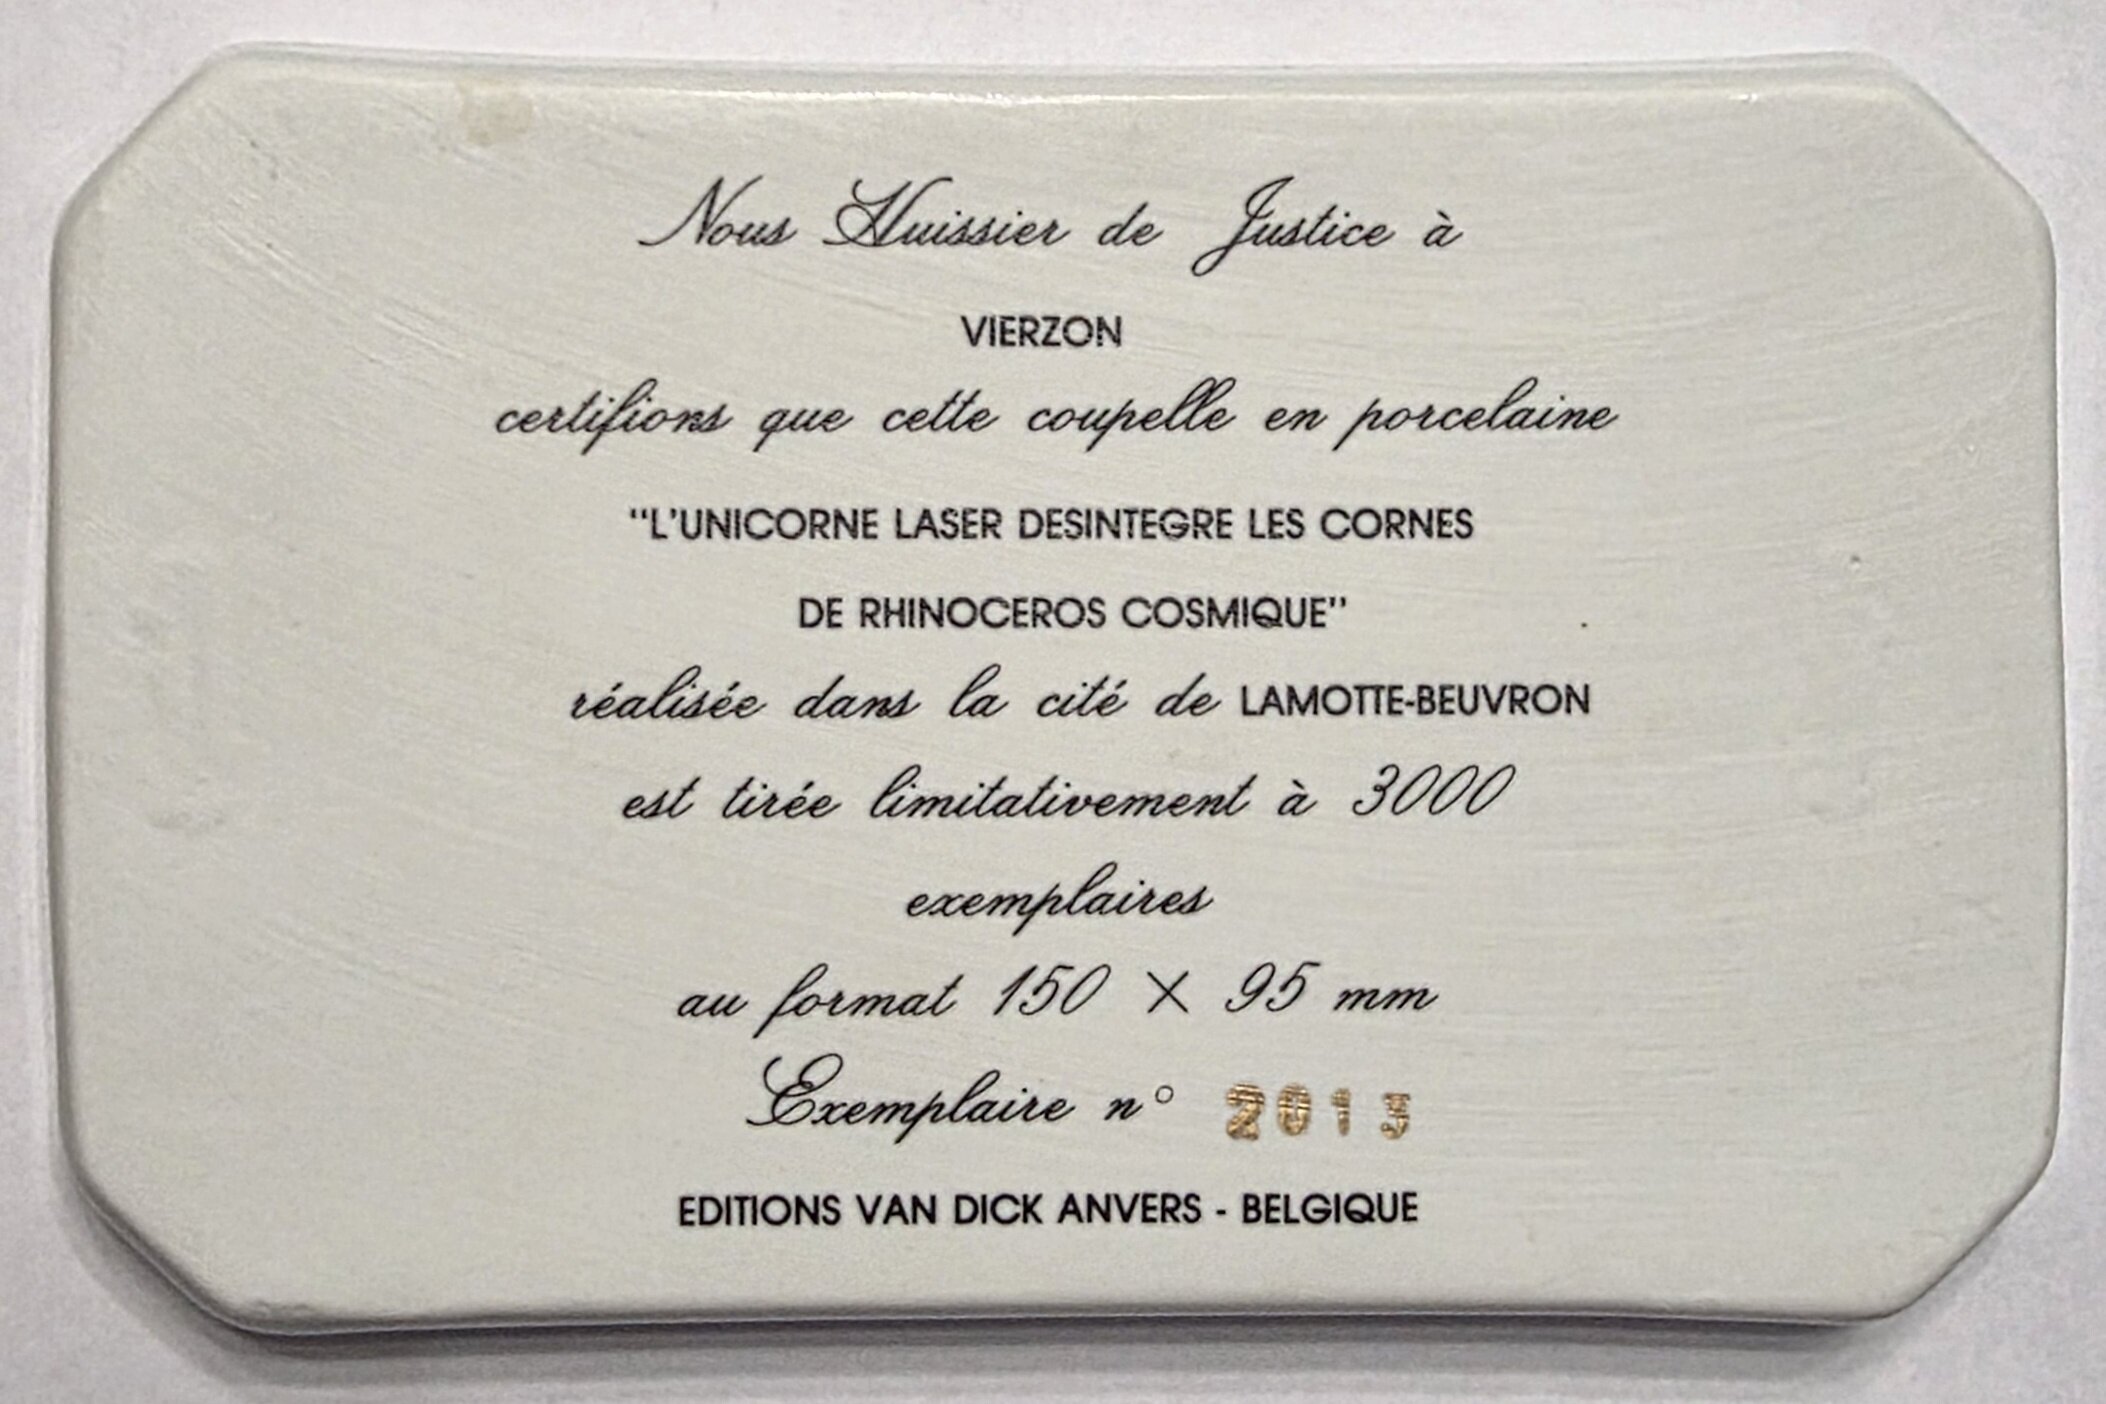 Nous Huissier de Justice à
VIERZON
certifions que cette coupelle en porcelaine
"L'UNICORNE LASER DESINTEGRE LES CORNES
DE RHINOCEROS COSMIQUE"
réalisée dans la cité de LAMOTTE-BEUVRON
est tirée limitativement à 3000
exemplaires
au format 150 X 95 mm
Exemplaire n° 2013
EDITIONS VAN DICK ANVERS - BELGIQUE